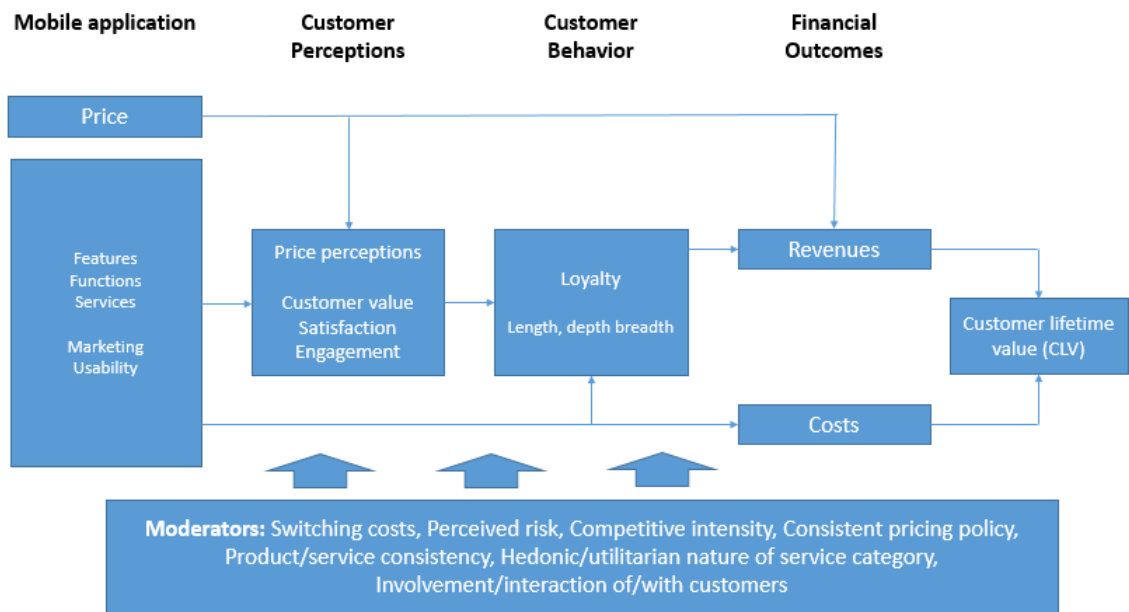 Mobile application
Customer
Perceptions
Customer
Behavior
Financial
Outcomes
Price
Features
Functions
Services
Marketing
Usability
Price perceptions
Customer value
Satisfaction
Engagement
Loyalty
Length, depth breadth
Revenues
Customer lifetime
value (CLV)
Costs
Moderators: Switching costs, Perceived risk, Competitive intensity, Consistent pricing policy,
Product/service consistency, Hedonic/utilitarian nature of service category,
Involvement/interaction of/with customers